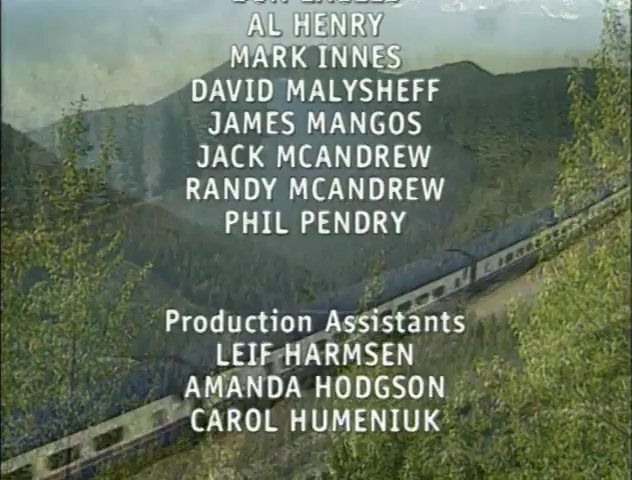 AL HENRY
MARK INNES
DAVID MALYSHEFF
JAMES MANGOS
JACK MCANDREW
RANDY MCANDREW
PHIL PENDRY
Production Assistants
LEIF HARMSEN
AMANDA HODGSON
CAROL HUMENIUK